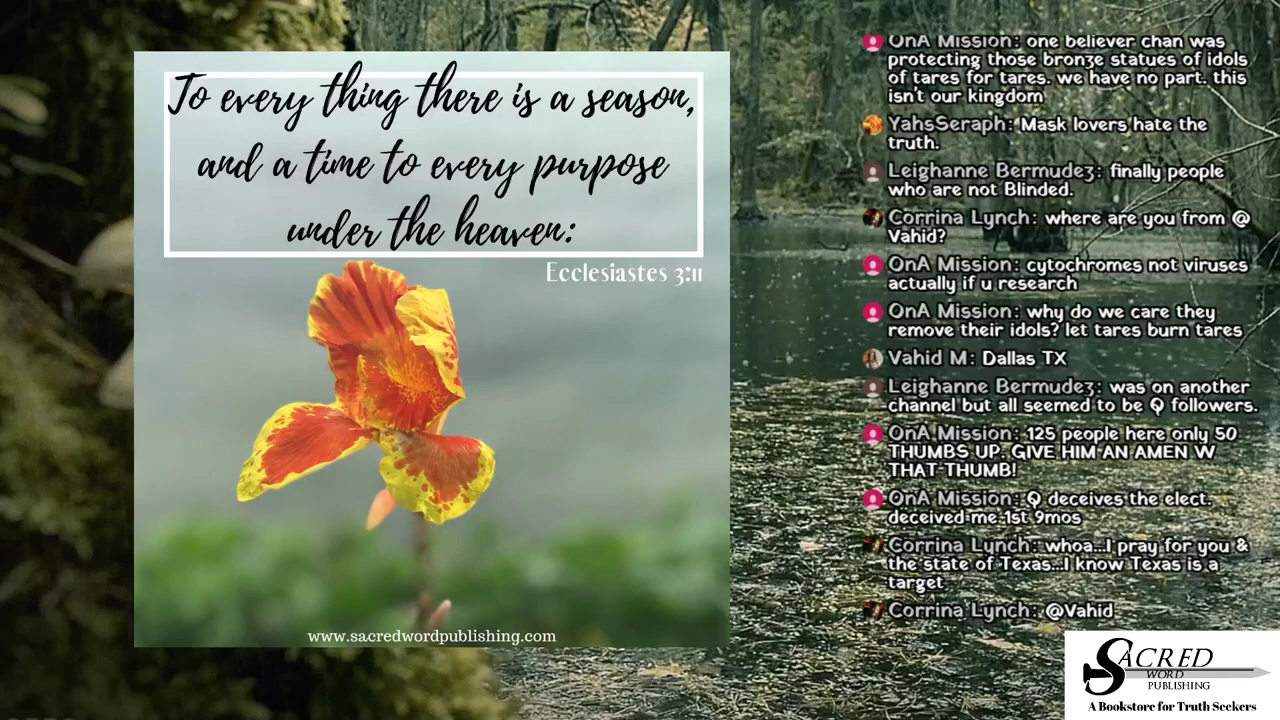 To every thing there is a season,
and a time to every purpose
under the heaven:
Ecclesiastes 3:11
www.sacredwordpublishing.com
OnA Mission: one believer chan was
protecting those bronze statues of idols
of tares for tares. we have no part. this
isn't our kingdom
YahsSeraph: Mask lovers hate the
truth.
Leighanne Bermudez: finally people
who are not Blinded.
Corrina Lynch: where are you from @
Vahid?
OnA Mission: cytochromes not viruses
actually if u research
OnA Mission: why do we care they
remove their idols? let tares burn tares
Vahid M: Dallas TX
Leighanne Bermudez: was on another
channel but all seemed to be Q followers.
OnA Mission: 125 people here only 50
THUMBS UP. GIVE HIM AN AMEN W
THAT THUMB!
OnA Mission: Q deceives the elect.
deceived me 1st 9mos
Corrina Lynch: whoa...I pray for you &
the state of Texas...I know Texas is a
target
Corrina Lynch: @Vahid
SACRED
WORD
PUBLISHING
A Bookstore for Truth Seekers